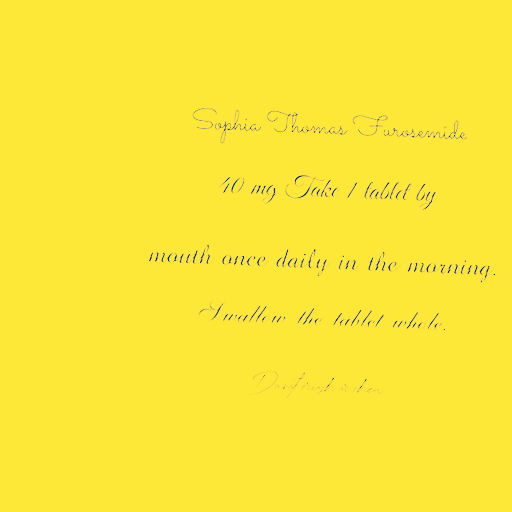 Sophia Thomas Furosemide
40 mg Take 1 tablet by
mouth once daily in the morning.
Swallow the tablet whole.